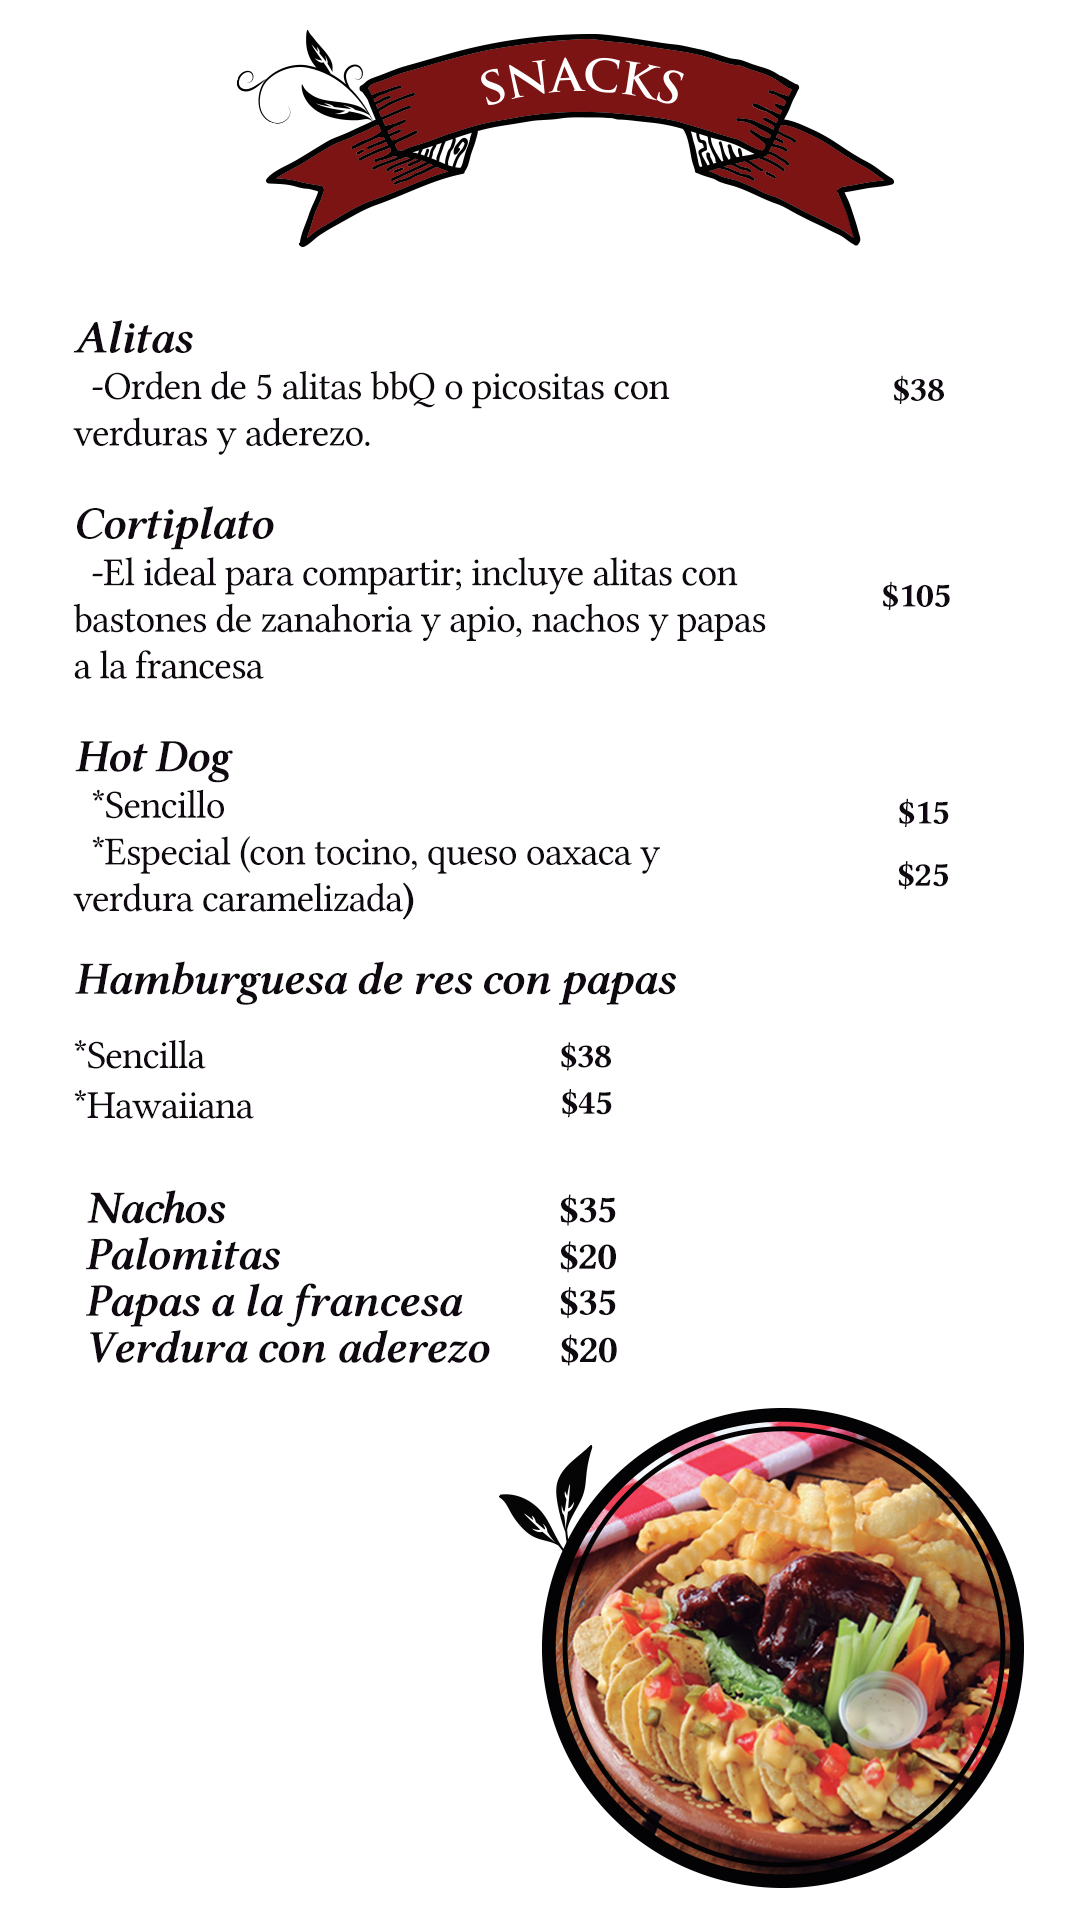 SNACKS
Alitas
-Orden de 5 alitas bbQ o picositas con
$38
verduras y aderezo.
Cortiplato
-El ideal para compartir; incluye alitas con
bastones de zanahoria y apio, nachos y papas
$105
a la francesa
Hot Dog
*Sencillo
$15
*Especial (con tocino, queso oaxaca y
$25
verdura caramelizada)
Hamburguesa de res con papas
*Sencilla $38
*Hawaiiana $45
Nachos $35
Palomitas $20
Papas a la francesa $35
Verdura con aderezo $20